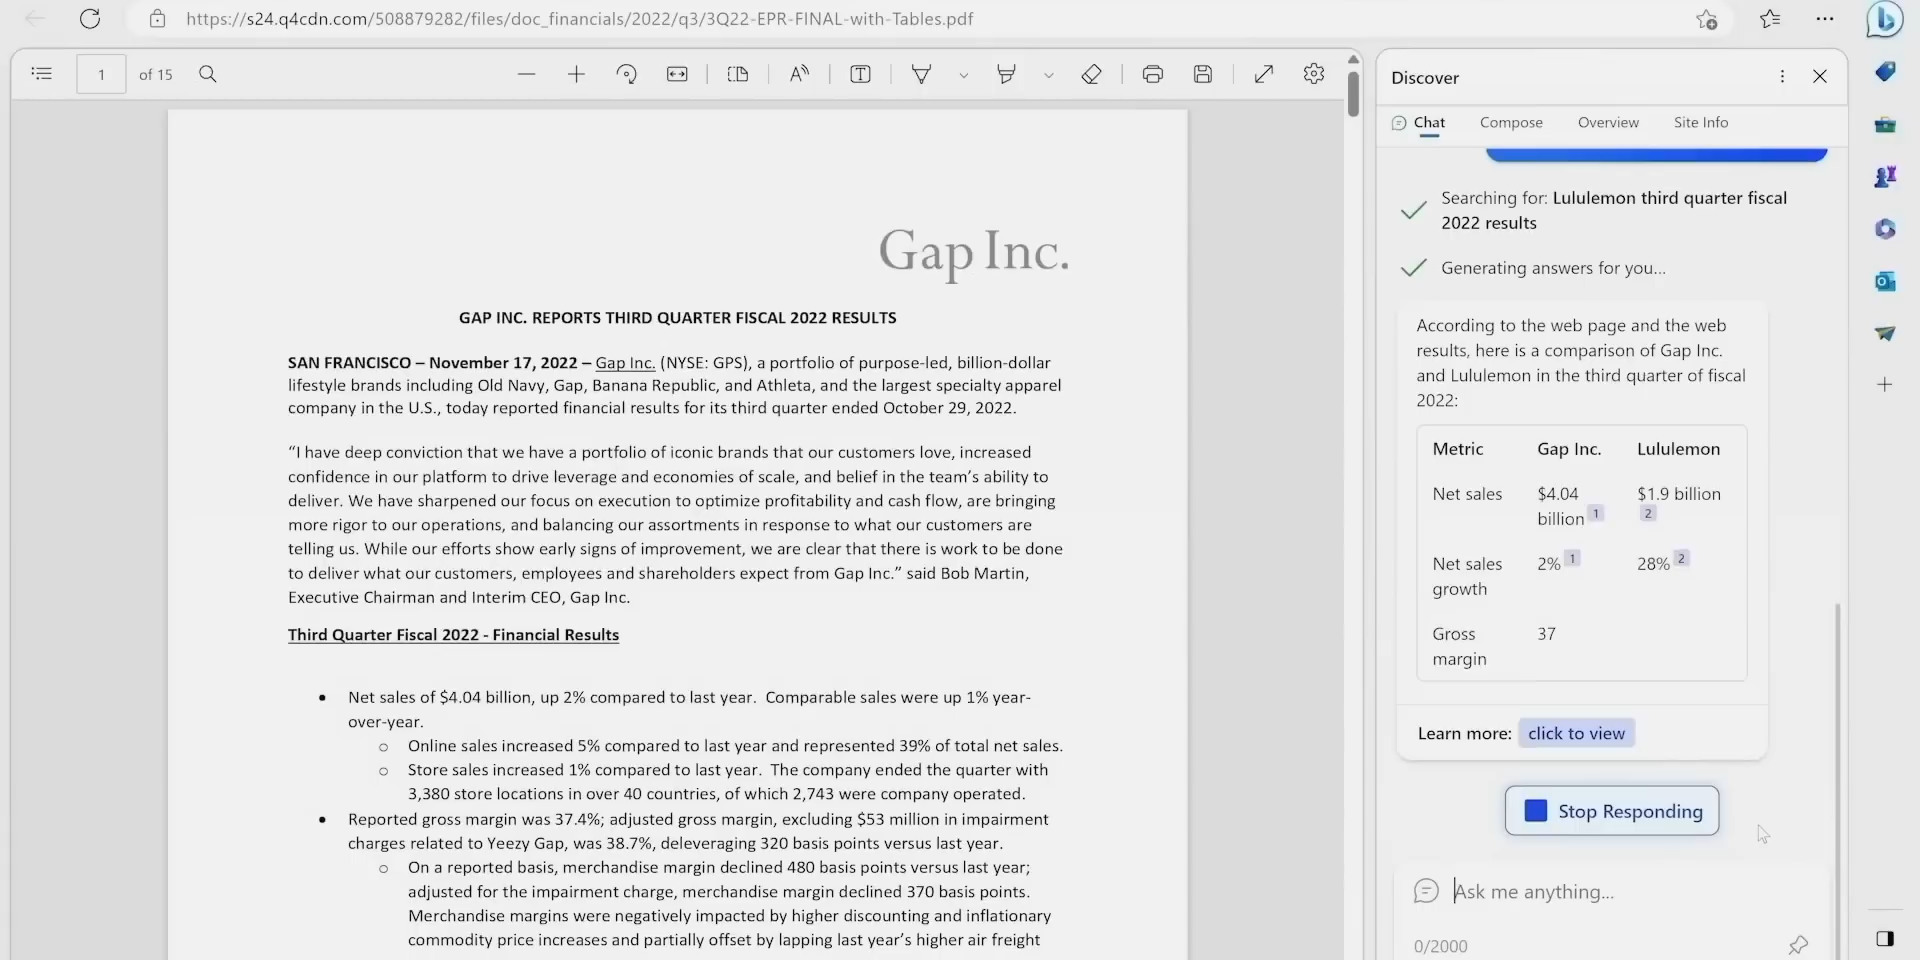 https://s24.q4cdn.com/508879282/files/doc_financials/2022/q3/3Q22-EPR-FINAL-with-Tables.pdf
1 of 15
Gap Inc.
GAP INC. REPORTS THIRD QUARTER FISCAL 2022 RESULTS
SAN FRANCISCO – November 17, 2022 – Gap Inc. (NYSE: GPS), a portfolio of purpose-led, billion-dollar
lifestyle brands including Old Navy, Gap, Banana Republic, and Athleta, and the largest specialty apparel
company in the U.S., today reported financial results for its third quarter ended October 29, 2022.
“I have deep conviction that we have a portfolio of iconic brands that our customers love, increased
confidence in our platform to drive leverage and economies of scale, and belief in the team’s ability to
deliver. We have sharpened our focus on execution to optimize profitability and cash flow, are bringing
more rigor to our operations, and balancing our assortments in response to what our customers are
telling us. While our efforts show early signs of improvement, we are clear that there is work to be done
to deliver what our customers, employees and shareholders expect from Gap Inc.” said Bob Martin,
Executive Chairman and Interim CEO, Gap Inc.
Third Quarter Fiscal 2022 - Financial Results
• Net sales of $4.04 billion, up 2% compared to last year. Comparable sales were up 1% year-
over-year.
○ Online sales increased 5% compared to last year and represented 39% of total net sales.
○ Store sales increased 1% compared to last year. The company ended the quarter with
3,380 store locations in over 40 countries, of which 2,743 were company operated.
• Reported gross margin was 37.4%; adjusted gross margin, excluding $53 million in impairment
charges related to Yeezy Gap, was 38.7%, deleveraging 320 basis points versus last year.
○ On a reported basis, merchandise margin declined 480 basis points versus last year;
adjusted for the impairment charge, merchandise margin declined 370 basis points.
Merchandise margins were negatively impacted by higher discounting and inflationary
commodity price increases and partially offset by lapping last year’s higher air freight
Discover
Chat Compose Overview Site Info
Searching for: Lululemon third quarter fiscal
2022 results
Generating answers for you...
According to the web page and the web
results, here is a comparison of Gap Inc.
and Lululemon in the third quarter of fiscal
2022:
Metric Gap Inc. Lululemon
Net sales $4.04 $1.9 billion
billion 1 2
Net sales 2% 1 28% 2
growth
Gross 37
margin
Learn more: click to view
Stop Responding
Ask me anything...
0/2000